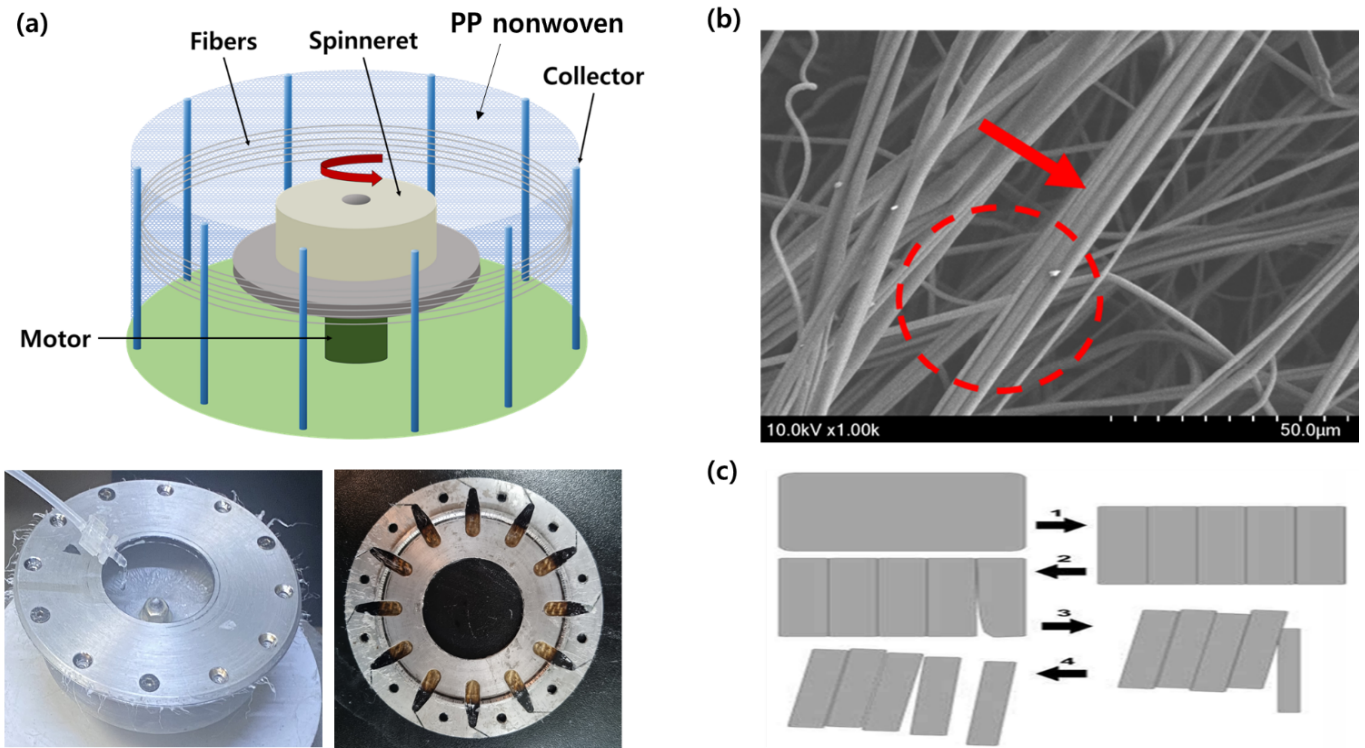 (a)
PP nonwoven
Fibers
Spinneret
Collector
Motor
(b)
10.0kV x1.00k
50.0μm
(c)
1
2
3
4